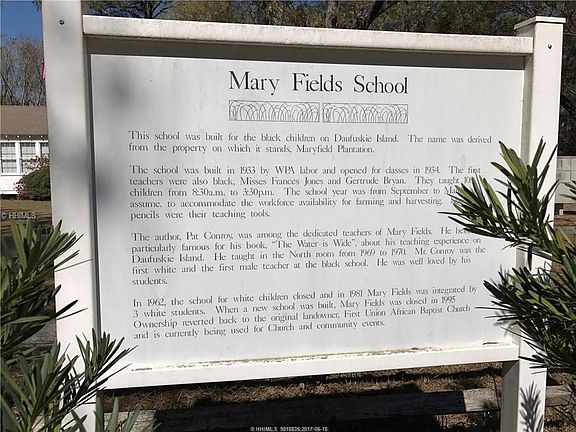 Mary Fields School
This school was built for the black children on Daufuskie Island. The name was derived
from the property on which it stands, Maryfield Plantation.
The school was built in 1933 by WPA labor and opened for classes in 1934. The first
teachers were also black, Misses Frances Jones and Gertrude Bryan. They taught
children from 8:30a.m. to 3:30p.m. The school year was from September to
assume, to accommodate the workforce availability for farming and harvesting.
pencils were their teaching tools.
The author, Pat Conroy, was among the dedicated teachers of Mary Fields. He
particularly famous for his book, "The Water is Wide", about his teaching experience on
Daufuskie Island. He taught in the North room from 1969 to 1970. Mr. Conroy was the
first white and the first male teacher at the black school. He was well loved by his
students.
In 1962, the school for white children closed and in 1981 Mary Fields was integrated by
3 white students. When a new school was built, Mary Fields was closed in 1995
Ownership reverted back to the original landowner, First Union African Baptist Church
and is currently being used for Church and community events.
© HHIMLS
© HHIMLS 9018836:2017-06-19